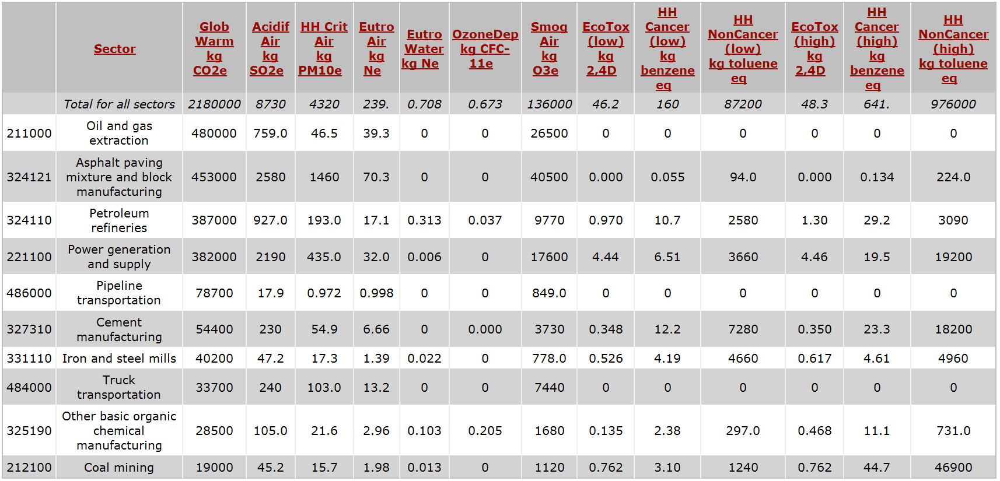 Sector Glob Warm kg CO2e Acidif Air kg SO2e HH Crit Air kg PM10e Eutro Air kg Ne Eutro Water kg Ne OzoneDep kg CFC-11e Smog Air kg O3e EcoTox (low) kg 2,4D HH Cancer (low) kg benzene eq HH NonCancer (low) kg toluene eq EcoTox (high) kg 2,4D HH Cancer (high) kg benzene eq HH NonCancer (high) kg toluene eq
Total for all sectors 2180000 8730 4320 239. 0.708 0.673 136000 46.2 160 87200 48.3 641. 976000
211000 Oil and gas extraction 480000 759.0 46.5 39.3 0 0 26500 0 0 0 0 0 0
324121 Asphalt paving mixture and block manufacturing 453000 2580 1460 70.3 0 0 40500 0.000 0.055 94.0 0.000 0.134 224.0
324110 Petroleum refineries 387000 927.0 193.0 17.1 0.313 0.037 9770 0.970 10.7 2580 1.30 29.2 3090
221100 Power generation and supply 382000 2190 435.0 32.0 0.006 0 17600 4.44 6.51 3660 4.46 19.5 19200
486000 Pipeline transportation 78700 17.9 0.972 0.998 0 0 849.0 0 0 0 0 0 0
327310 Cement manufacturing 54400 230 54.9 6.66 0 0.000 3730 0.348 12.2 7280 0.350 23.3 18200
331110 Iron and steel mills 40200 47.2 17.3 1.39 0.022 0 778.0 0.526 4.19 4660 0.617 4.61 4960
484000 Truck transportation 33700 240 103.0 13.2 0 0 7440 0 0 0 0 0 0
325190 Other basic organic chemical manufacturing 28500 105.0 21.6 2.96 0.103 0.205 1680 0.135 2.38 297.0 0.468 11.1 731.0
212100 Coal mining 19000 45.2 15.7 1.98 0.013 0 1120 0.762 3.10 1240 0.762 44.7 46900